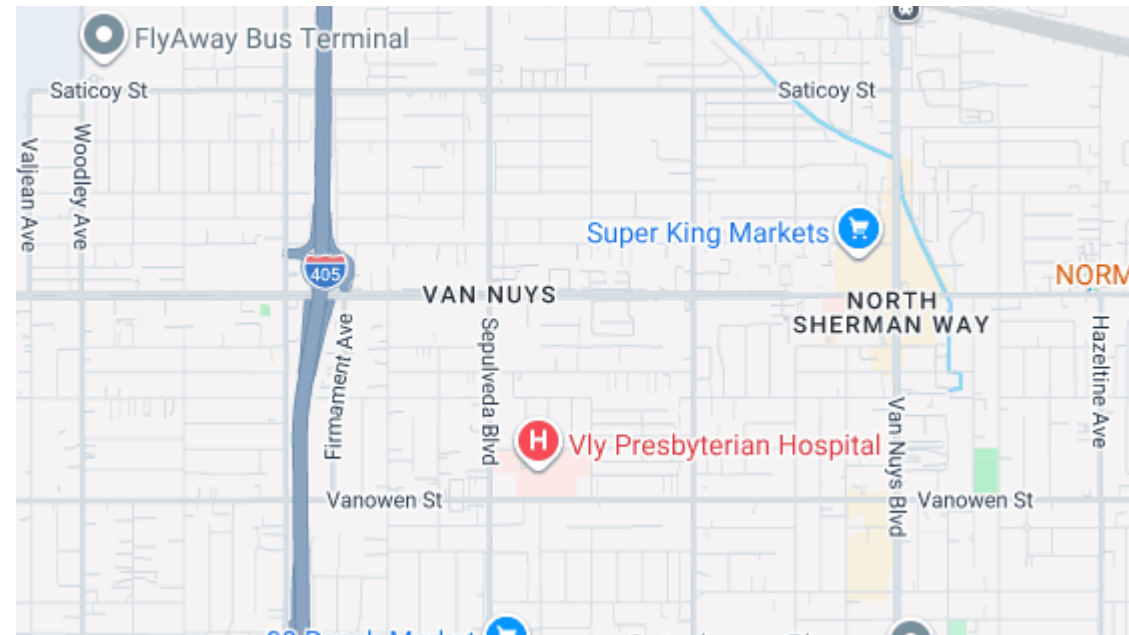 FlyAway Bus Terminal
Saticoy St
Saticoy St
Valjean Ave
Woodley Ave
Super King Markets
405
VAN NUYS
NORM
NORTH
SHERMAN WAY
Firmament Ave
Sepulveda Blvd
Hazeltine Ave
Van Nuys Blvd
Vly Presbyterian Hospital
H
Vanowen St
Vanowen St